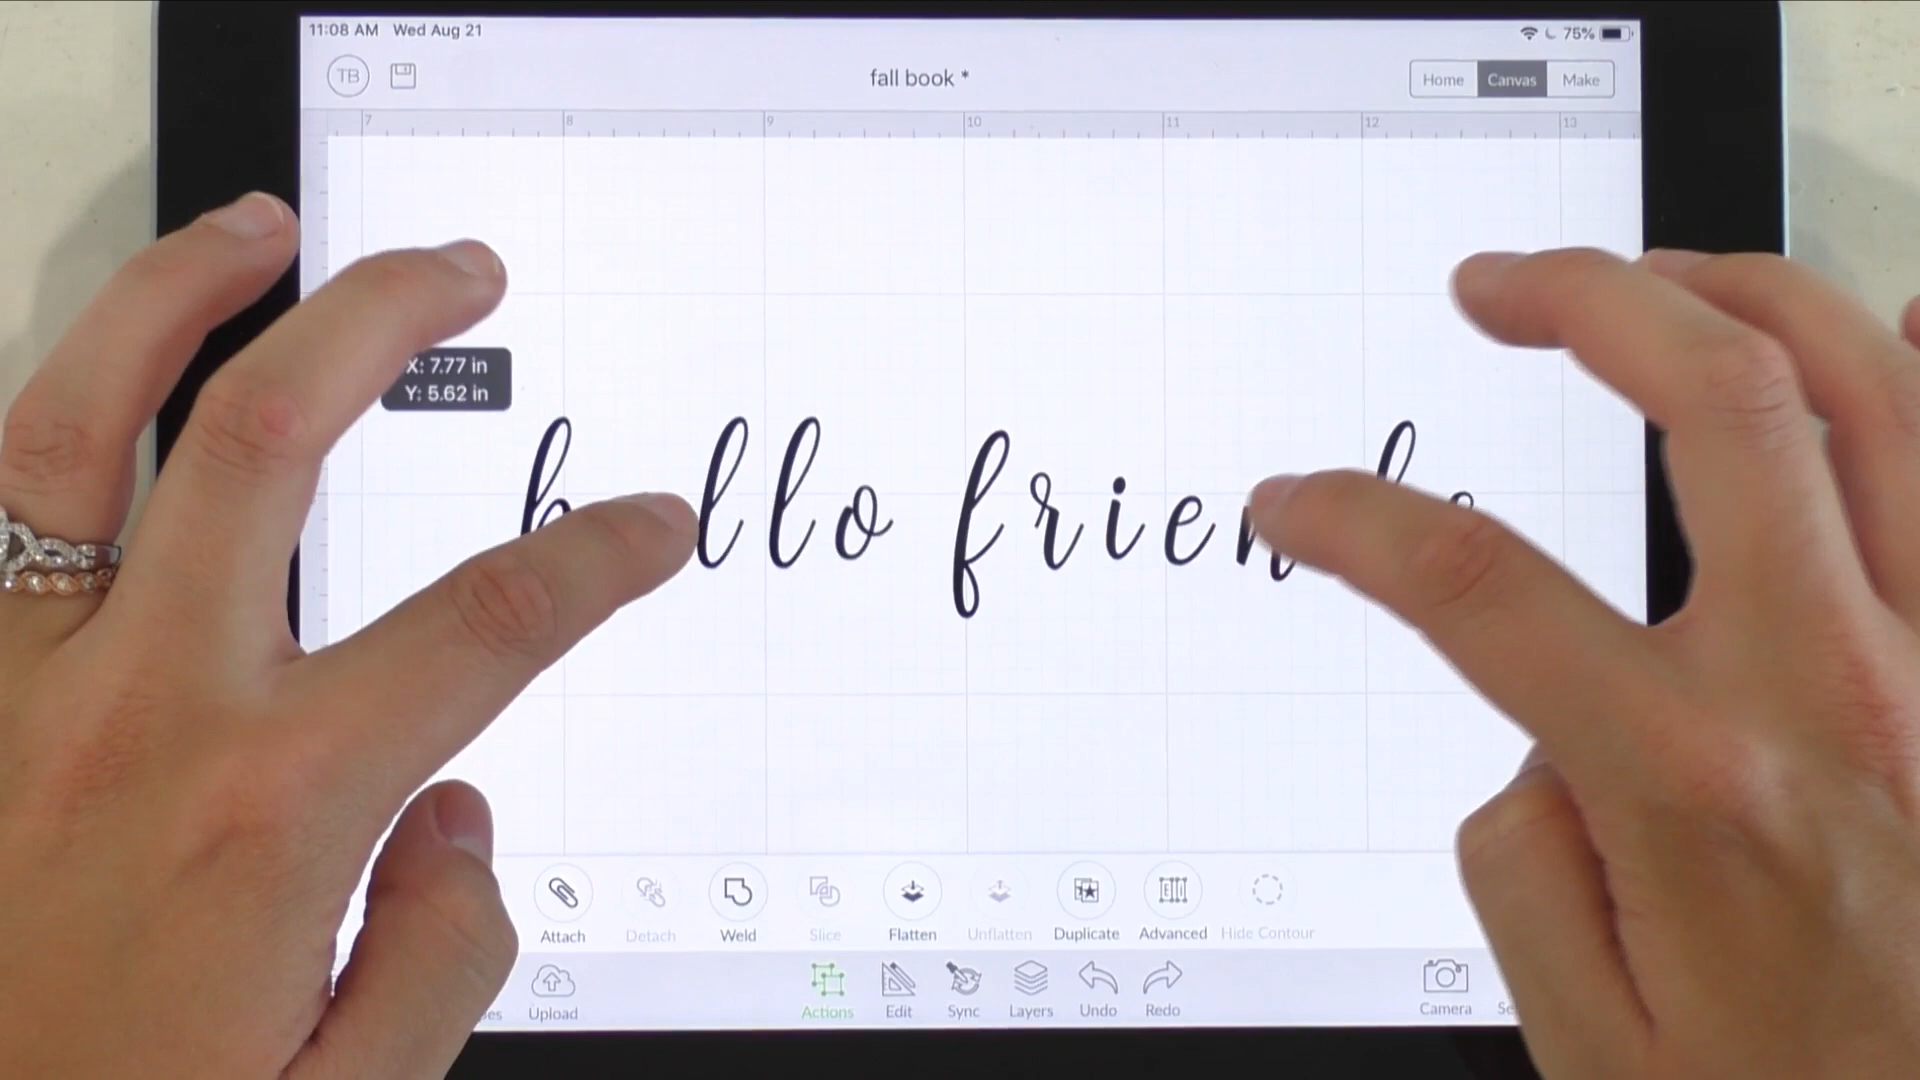 11:08 AM Wed Aug 21
75%
TB
fall book *
Home Canvas Make
7 8 9 10 11 12 13
X: 7.77 in
Y: 5.62 in
llo
Attach Detach Weld Slice Flatten Unflatten Duplicate Advanced Hide Contour
Upload Actions Edit Sync Layers Undo Redo Camera